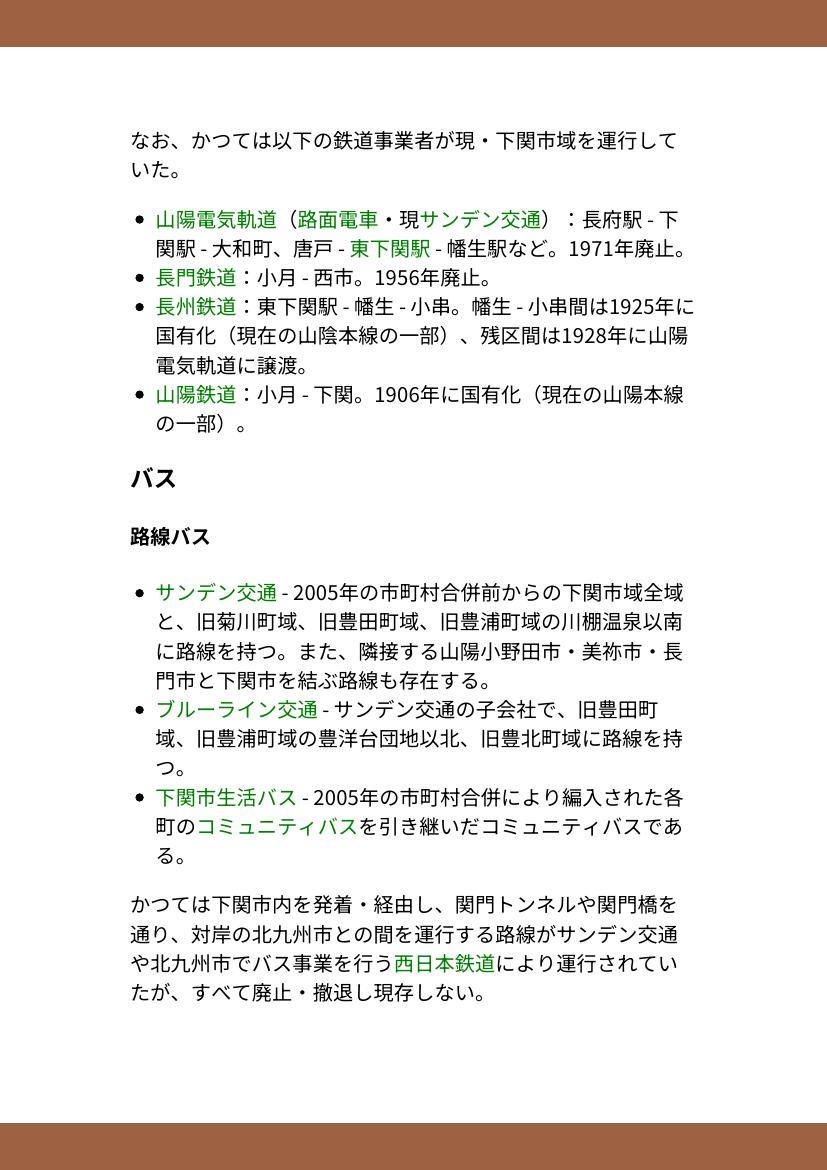 なお、かつては以下の鉄道事業者が現・下関市域を運行して
いた。
山陽電気軌道（路面電車・現サンデン交通）：長府駅 - 下
関駅 - 大和町、唐戸 - 東下関駅 - 幡生駅など。1971年廃止。
長門鉄道：小月 - 西市。1956年廃止。
長州鉄道：東下関駅 - 幡生 - 小串。幡生 - 小串間は1925年に
国有化（現在の山陰本線の一部）、残区間は1928年に山陽
電気軌道に譲渡。
山陽鉄道：小月 - 下関。1906年に国有化（現在の山陽本線
の一部）。
バス
路線バス
サンデン交通 - 2005年の市町村合併前からの下関市域全域
と、旧菊川町域、旧豊田町域、旧豊浦町域の川棚温泉以南
に路線を持つ。また、隣接する山陽小野田市・美祢市・長
門市と下関市を結ぶ路線も存在する。
ブルーライン交通 - サンデン交通の子会社で、旧豊田町
域、旧豊浦町域の豊洋台団地以北、旧豊北町域に路線を持
つ。
下関市生活バス - 2005年の市町村合併により編入された各
町のコミュニティバスを引き継いだコミュニティバスであ
る。
かつては下関市内を発着・経由し、関門トンネルや関門橋を
通り、対岸の北九州市との間を運行する路線がサンデン交通
や北九州市でバス事業を行う西日本鉄道により運行されてい
たが、すべて廃止・撤退し現存しない。